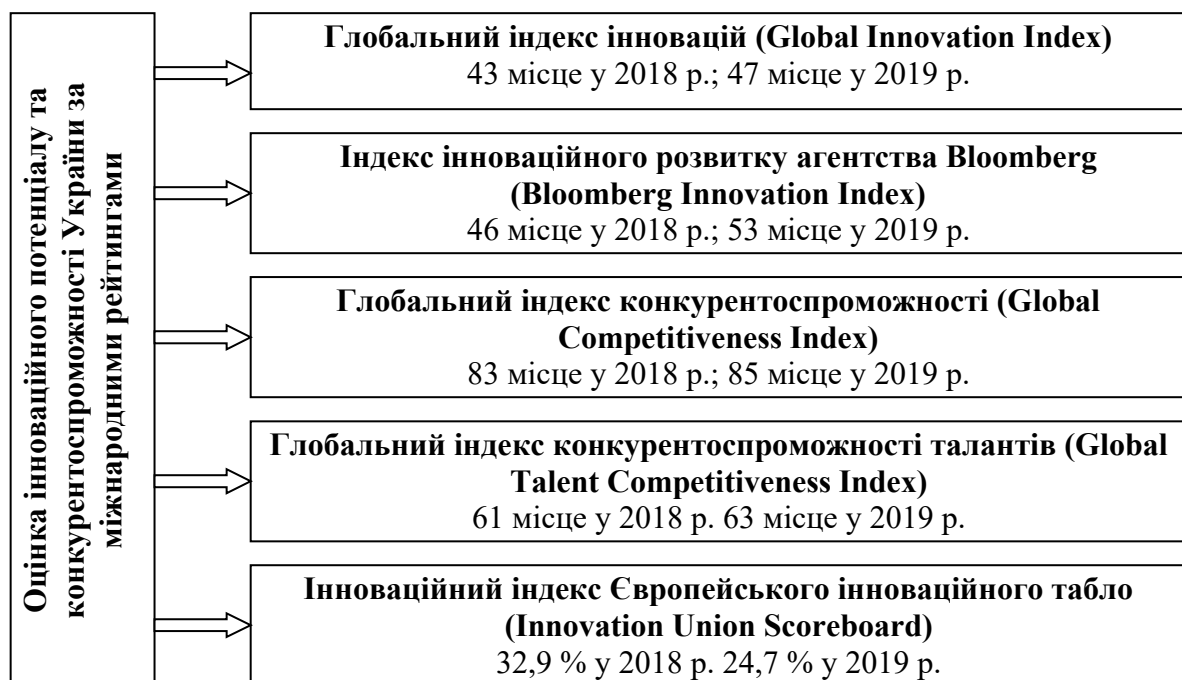 Оцінка інноваційного потенціалу та
конкурентоспроможності України за
міжнародними рейтингами
Глобальний індекс інновацій (Global Innovation Index)
43 місце у 2018 р.; 47 місце у 2019 р.
Індекс інноваційного розвитку агентства Bloomberg
(Bloomberg Innovation Index)
46 місце у 2018 р.; 53 місце у 2019 р.
Глобальний індекс конкурентоспроможності (Global
Competitiveness Index)
83 місце у 2018 р.; 85 місце у 2019 р.
Глобальний індекс конкурентоспроможності талантів (Global
Talent Competitiveness Index)
61 місце у 2018 р. 63 місце у 2019 р.
Інноваційний індекс Європейського інноваційного табло
(Innovation Union Scoreboard)
32,9 % у 2018 р. 24,7 % у 2019 р.